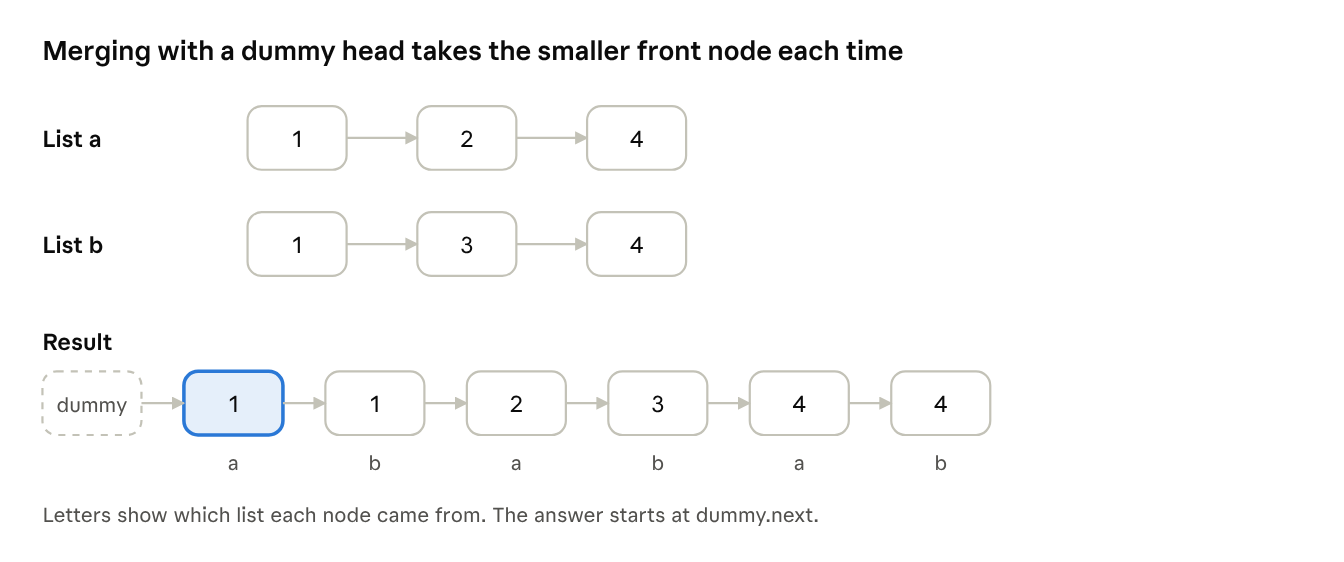 Merging with a dummy head takes the smaller front node each time
List a 1 2 4
List b 1 3 4
Result
dummy 1 1 2 3 4 4
a b a b a b
Letters show which list each node came from. The answer starts at dummy.next.